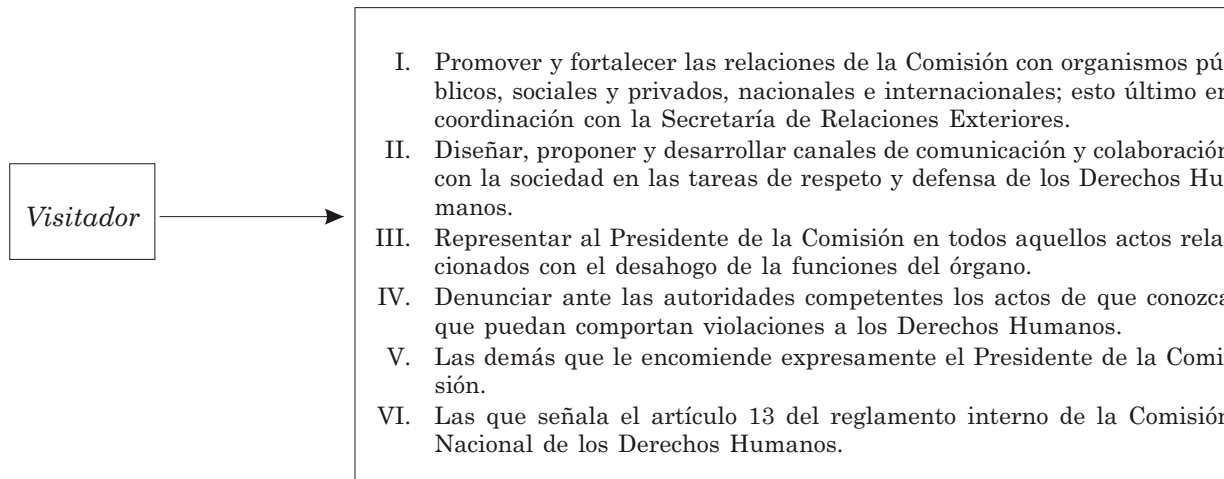 Visitador
I. Promover y fortalecer las relaciones de la Comisión con organismos pú
blicos, sociales y privados, nacionales e internacionales; esto último en
coordinación con la Secretaría de Relaciones Exteriores.
II. Diseñar, proponer y desarrollar canales de comunicación y colaboración
con la sociedad en las tareas de respeto y defensa de los Derechos Hu
manos.
III. Representar al Presidente de la Comisión en todos aquellos actos rela
cionados con el desahogo de la funciones del órgano.
IV. Denunciar ante las autoridades competentes los actos de que conozca
que puedan comportan violaciones a los Derechos Humanos.
V. Las demás que le encomiende expresamente el Presidente de la Comi
sión.
VI. Las que señala el artículo 13 del reglamento interno de la Comisión
Nacional de los Derechos Humanos.